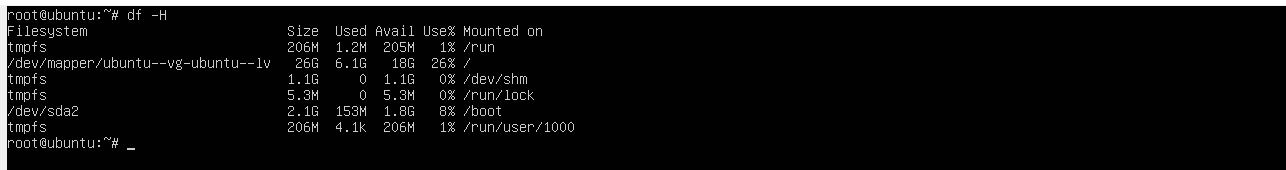 root@ubuntu:~# df -H
Filesystem                         Size  Used Avail Use% Mounted on
tmpfs                              206M  1.2M  205M   1% /run
/dev/mapper/ubuntu--vg-ubuntu--lv   26G  6.1G   18G  26% /
tmpfs                              1.1G     0  1.1G   0% /dev/shm
tmpfs                              5.3M     0  5.3M   0% /run/lock
/dev/sda2                          2.1G  153M  1.8G   8% /boot
tmpfs                              206M  4.1k  206M   1% /run/user/1000
root@ubuntu:~# _